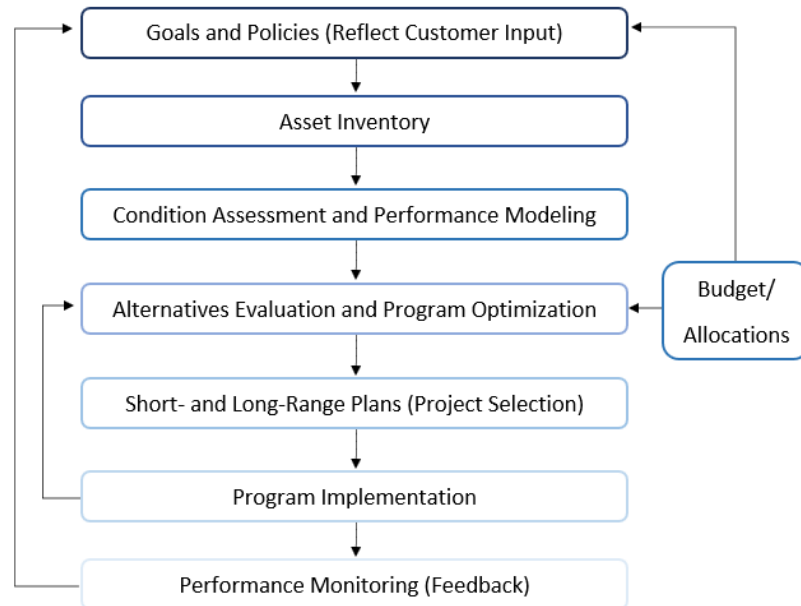 Goals and Policies (Reflect Customer Input)
Asset Inventory
Condition Assessment and Performance Modeling
Alternatives Evaluation and Program Optimization
Budget/
Allocations
Short- and Long-Range Plans (Project Selection)
Program Implementation
Performance Monitoring (Feedback)